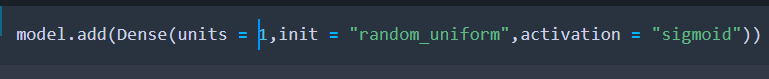 model.add(Dense(units = 1,init = "random_uniform",activation = "sigmoid"))